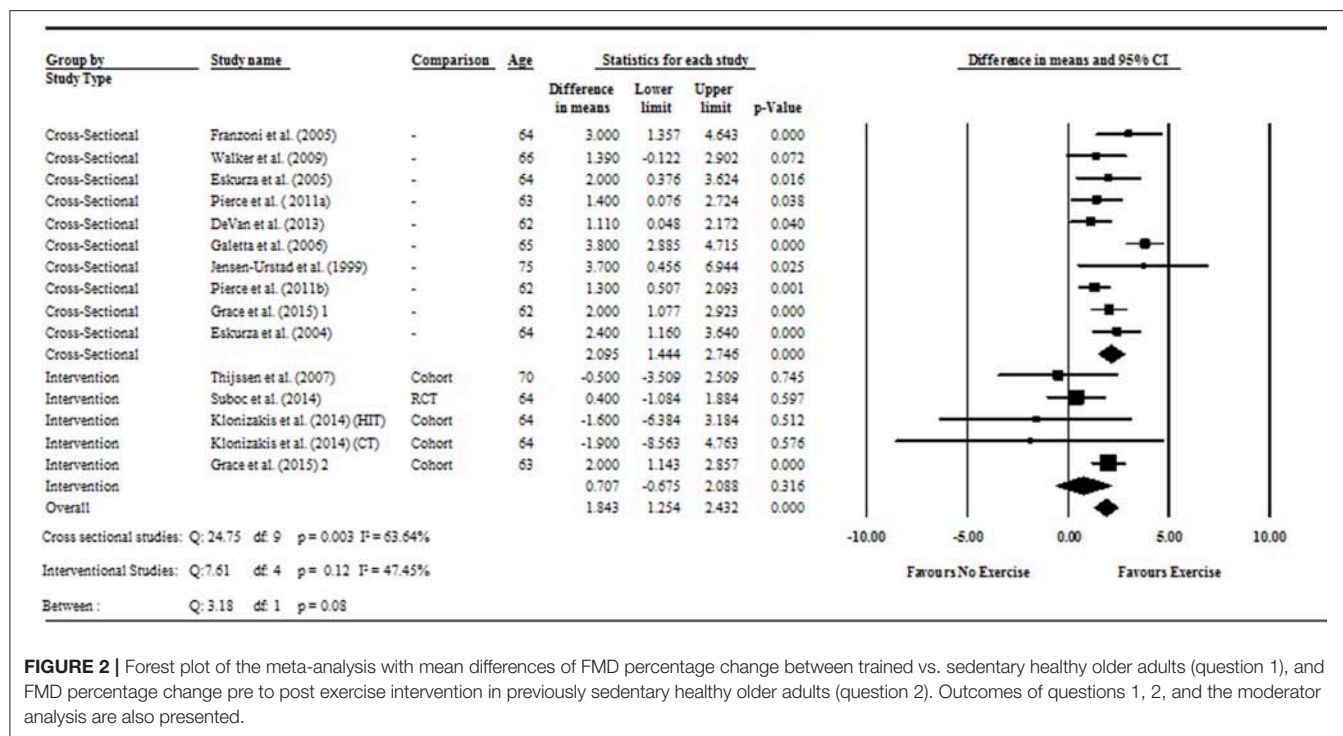 Group by Study name Comparison Age Statistics for each study Difference in means and 95% CI
Study Type
Difference Lower Upper
in means limit limit p-Value
Cross-Sectional Franzoni et al. (2005) - 64 3.000 1.357 4.643 0.000
Cross-Sectional Walker et al. (2009) - 66 1.390 -0.122 2.902 0.072
Cross-Sectional Eskurza et al. (2005) - 64 2.000 0.376 3.624 0.016
Cross-Sectional Pierce et al. ( 2011a) - 63 1.400 0.076 2.724 0.038
Cross-Sectional DeVan et al. (2013) - 62 1.110 0.048 2.172 0.040
Cross-Sectional Galetta et al. (2006) - 65 3.800 2.885 4.715 0.000
Cross-Sectional Jensen-Urstad et al. (1999) - 75 3.700 0.456 6.944 0.025
Cross-Sectional Pierce et al. (2011b) - 62 1.300 0.507 2.093 0.001
Cross-Sectional Grace et al. (2015) 1 - 62 2.000 1.077 2.923 0.000
Cross-Sectional Eskurza et al. (2004) - 64 2.400 1.160 3.640 0.000
Cross-Sectional 2.095 1.444 2.746 0.000
Intervention Thijssen et al. (2007) Cohort 70 -0.500 -3.509 2.509 0.745
Intervention Suboc et al. (2014) RCT 64 0.400 -1.084 1.884 0.597
Intervention Klonizakis et al. (2014) (HIT) Cohort 64 -1.600 -6.384 3.184 0.512
Intervention Klonizakis et al. (2014) (CT) Cohort 64 -1.900 -8.563 4.763 0.576
Intervention Grace et al. (2015) 2 Cohort 63 2.000 1.143 2.857 0.000
Intervention 0.707 -0.675 2.088 0.316
Overall 1.843 1.254 2.432 0.000
Cross sectional studies: Q: 24.75 df: 9 p = 0.003 I² = 63.64%
-10.00 -5.00 0.00 5.00 10.00
Interventional Studies: Q:7.61 df: 4 p = 0.12 I² = 47.45%
Favours No Exercise Favours Exercise
Between : Q: 3.18 df: 1 p = 0.08
FIGURE 2 | Forest plot of the meta-analysis with mean differences of FMD percentage change between trained vs. sedentary healthy older adults (question 1), and
FMD percentage change pre to post exercise intervention in previously sedentary healthy older adults (question 2). Outcomes of questions 1, 2, and the moderator
analysis are also presented.